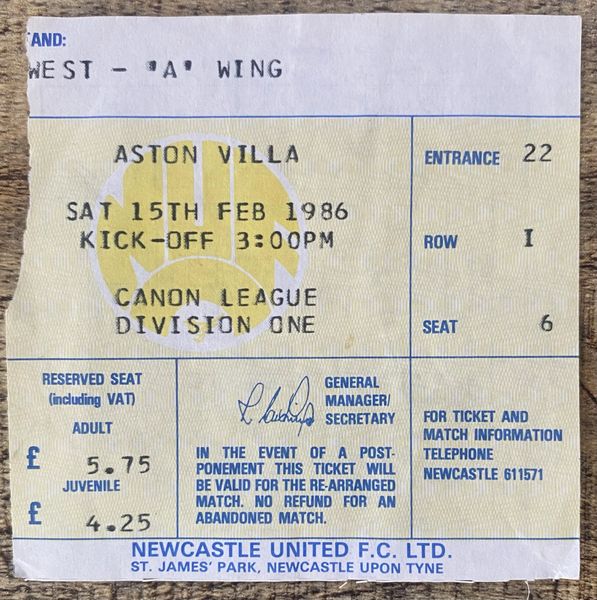 AND:
WEST - "A" WING
ASTON VILLA
SAT 15TH FEB 1986
KICK-OFF 3:00PM
CANON LEAGUE
DIVISION ONE
ENTRANCE 22
ROW I
SEAT 6
RESERVED SEAT
(including VAT)
ADULT
£ 5.75
JUVENILE
£ 4.25
GENERAL
MANAGER/
SECRETARY
IN THE EVENT OF A POST-
PONEMENT THIS TICKET WILL
BE VALID FOR THE RE-ARRANGED
MATCH. NO REFUND FOR AN
ABANDONED MATCH.
FOR TICKET AND
MATCH INFORMATION
TELEPHONE
NEWCASTLE 611571
NEWCASTLE UNITED F.C. LTD.
ST. JAMES' PARK, NEWCASTLE UPON TYNE